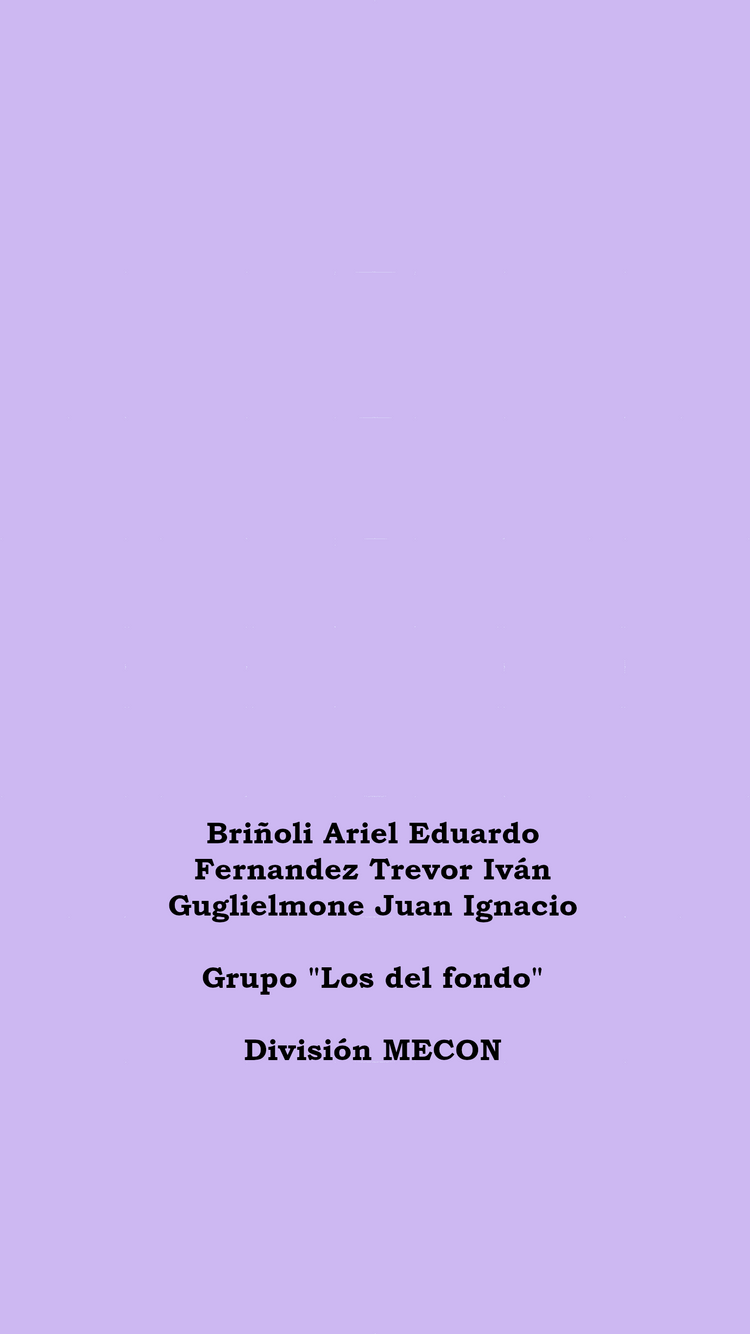 Briñoli Ariel Eduardo
Fernandez Trevor Iván
Guglielmone Juan Ignacio
Grupo "Los del fondo"
División MECON